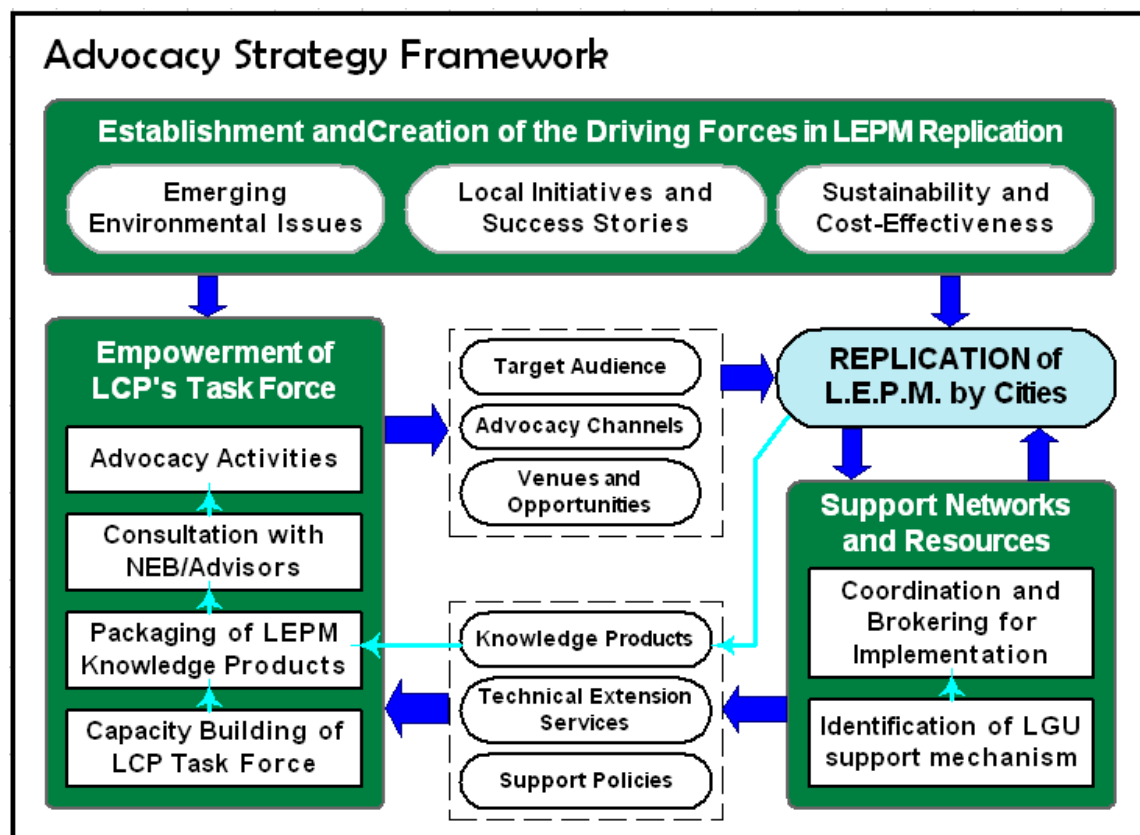 Advocacy Strategy Framework
Establishment andCreation of the Driving Forces in LEPM Replication
Emerging
Environmental Issues
Local Initiatives and
Success Stories
Sustainability and
Cost-Effectiveness
Empowerment of
LCP's Task Force
Advocacy Activities
Consultation with
NEB/Advisors
Packaging of LEPM
Knowledge Products
Capacity Building of
LCP Task Force
Target Audience
Advocacy Channels
Venues and
Opportunities
Knowledge Products
Technical Extension
Services
Support Policies
REPLICATION of
L.E.P.M. by Cities
Support Networks
and Resources
Coordination and
Brokering for
Implementation
Identification of LGU
support mechanism